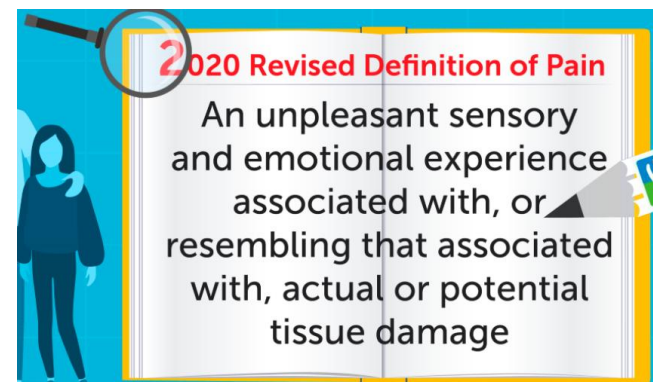 2020 Revised Definition of Pain
An unpleasant sensory
and emotional experience
associated with, or
resembling that associated
with, actual or potential
tissue damage